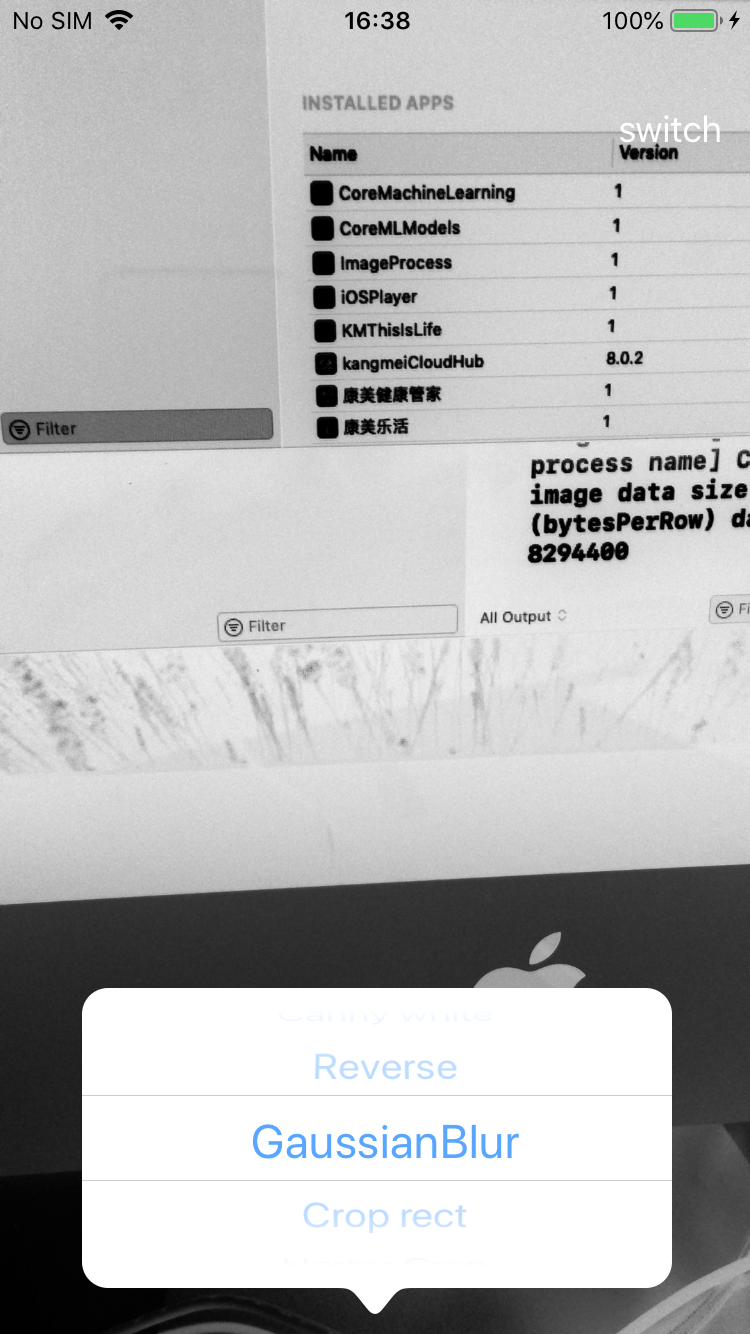 No SIM 16:38 100%
INSTALLED APPS
switch
Name Version
CoreMachineLearning 1
CoreMLModels 1
ImageProcess 1
iOSPlayer 1
KMThisIsLife 1
kangmeiCloudHub 8.0.2
康美健康管家 1
康美乐活 1
Filter
process name] C
image data size
(bytesPerRow) da
8294400
Filter
All Output
Fi
Canny white
Reverse
GaussianBlur
Crop rect